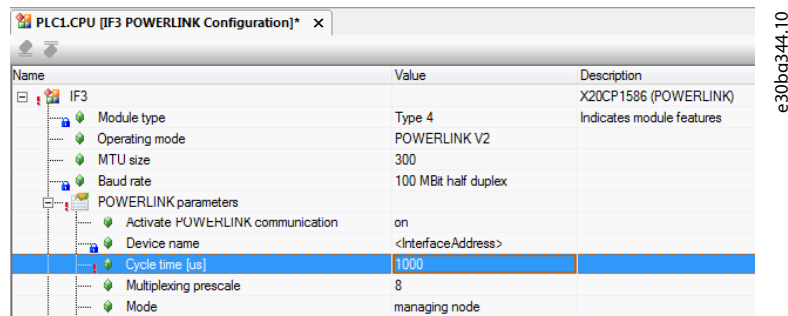 PLC1.CPU [IF3 POWERLINK Configuration]* x
Name Value Description
IF3 X20CP1586 (POWERLINK)
Module type Type 4 Indicates module features
Operating mode POWERLINK V2
MTU size 300
Baud rate 100 MBit half duplex
POWERLINK parameters
Activate POWERLINK communication on
Device name <InterfaceAddress>
Cycle time [us] 1000
Multiplexing prescale 8
Mode managing node
e30ba344.10